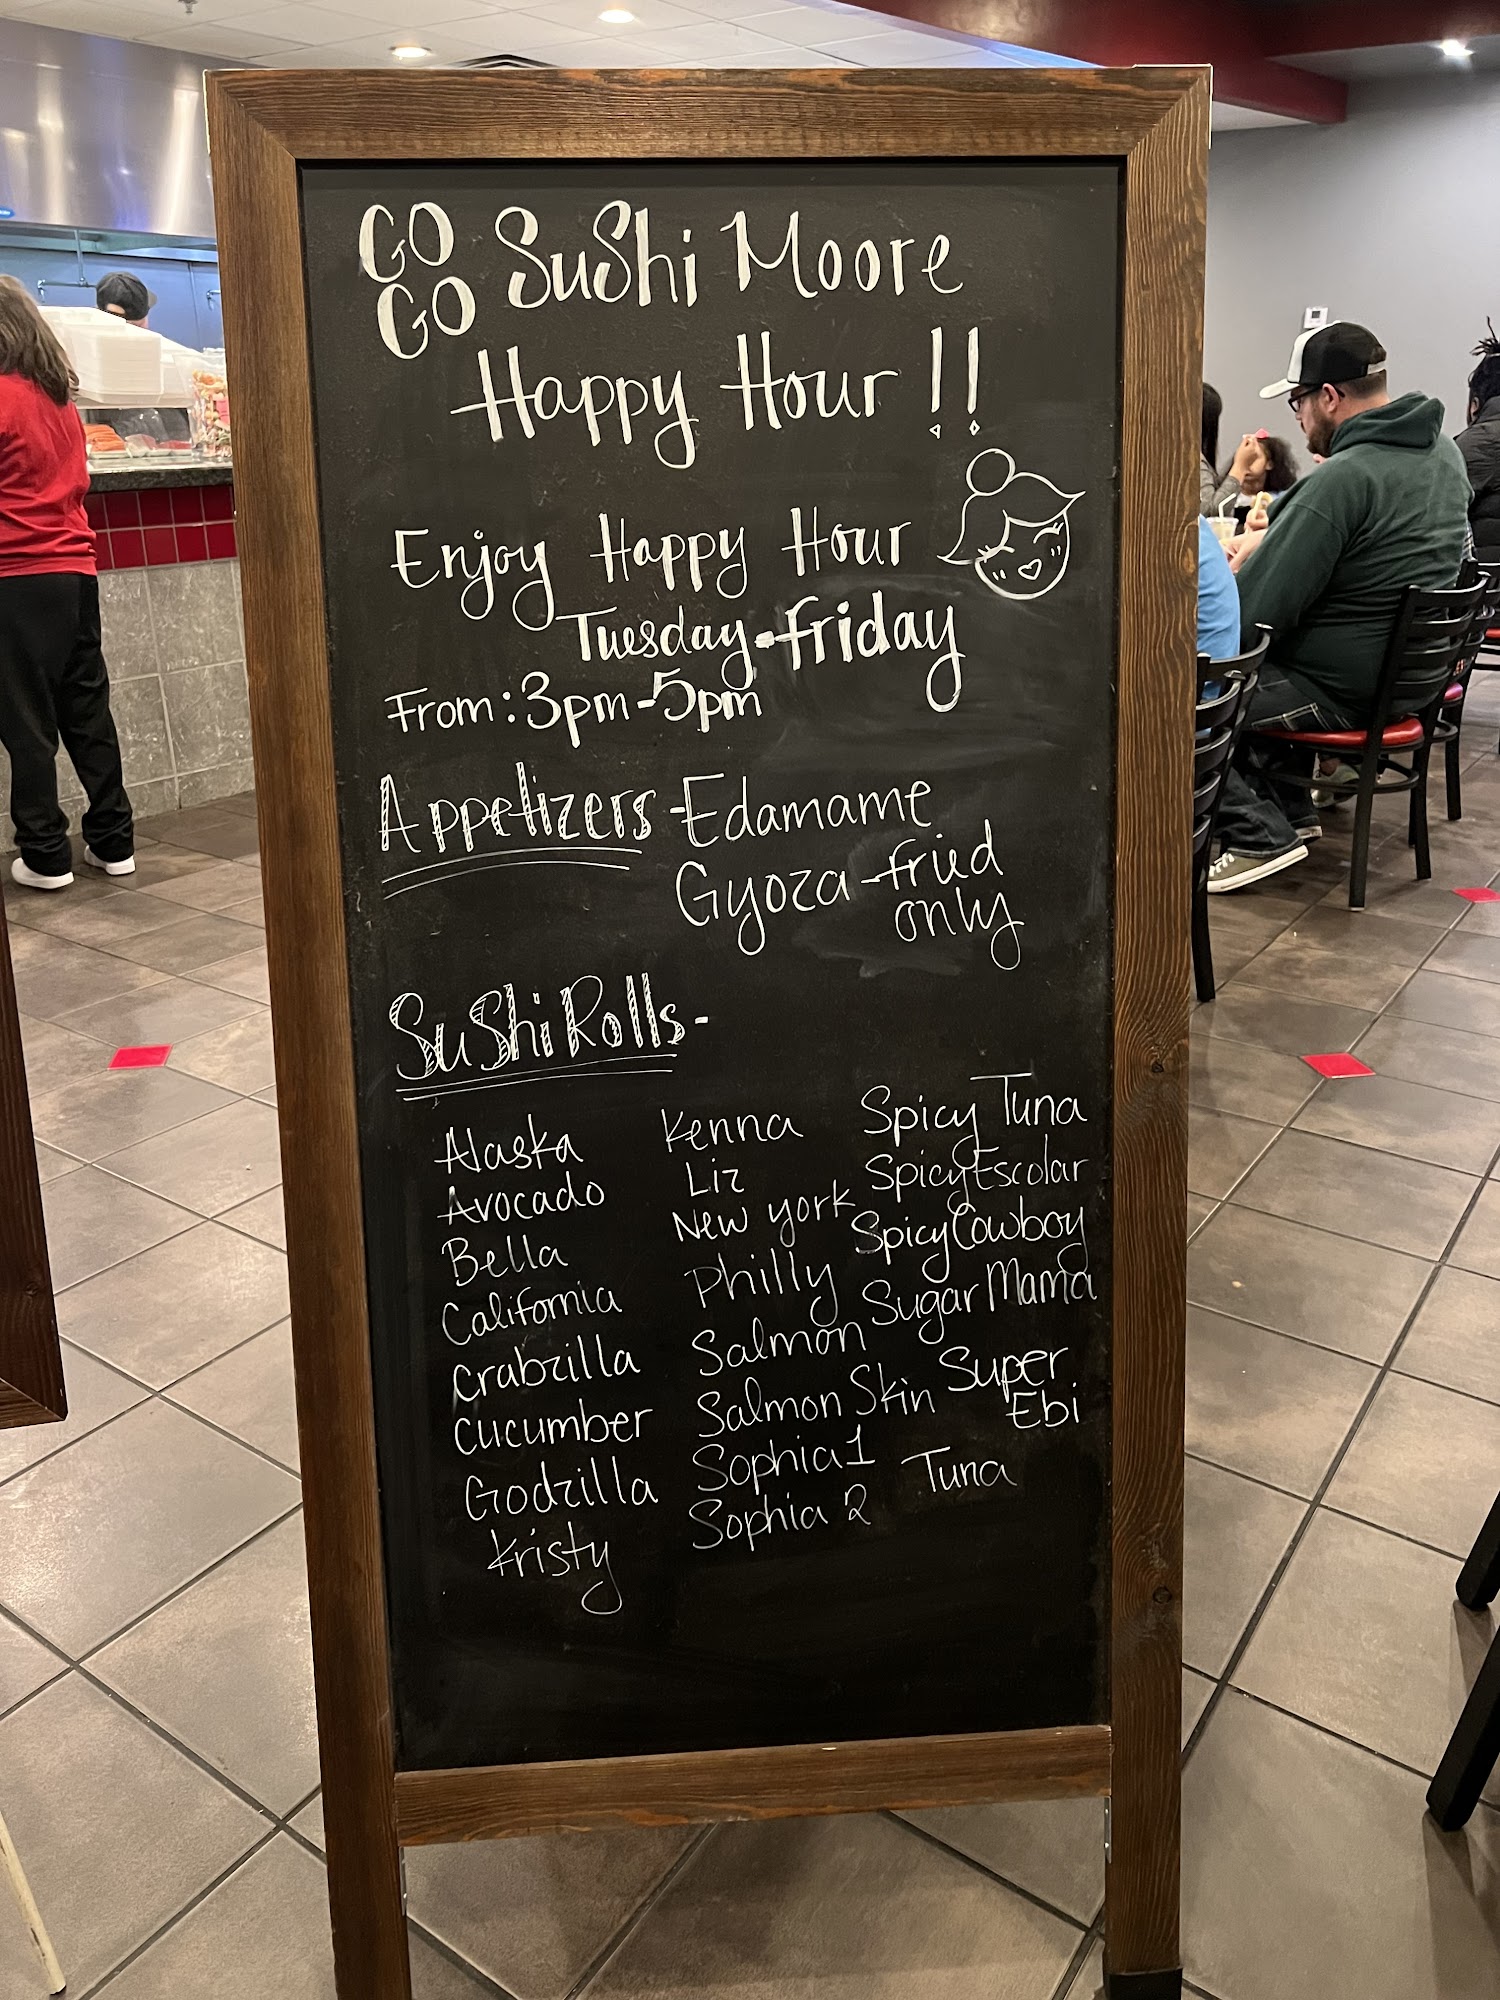 GO GO SuShi Moore
Happy Hour !!
Enjoy Happy Hour
Tuesday-friday
From: 3pm-5pm
Appetizers - Edamame
Gyoza - fried
only
SuShi Rolls-
Alaska
Avocado
Bella
California
Crabzilla
Cucumber
Godzilla
Kristy
Kenna
Liz
New york
Philly
Salmon
Salmon Skin
Sophia 1
Sophia 2
Spicy Tuna
Spicy Escolar
Spicy Cowboy
Sugar Mama
Super
Ebi
Tuna